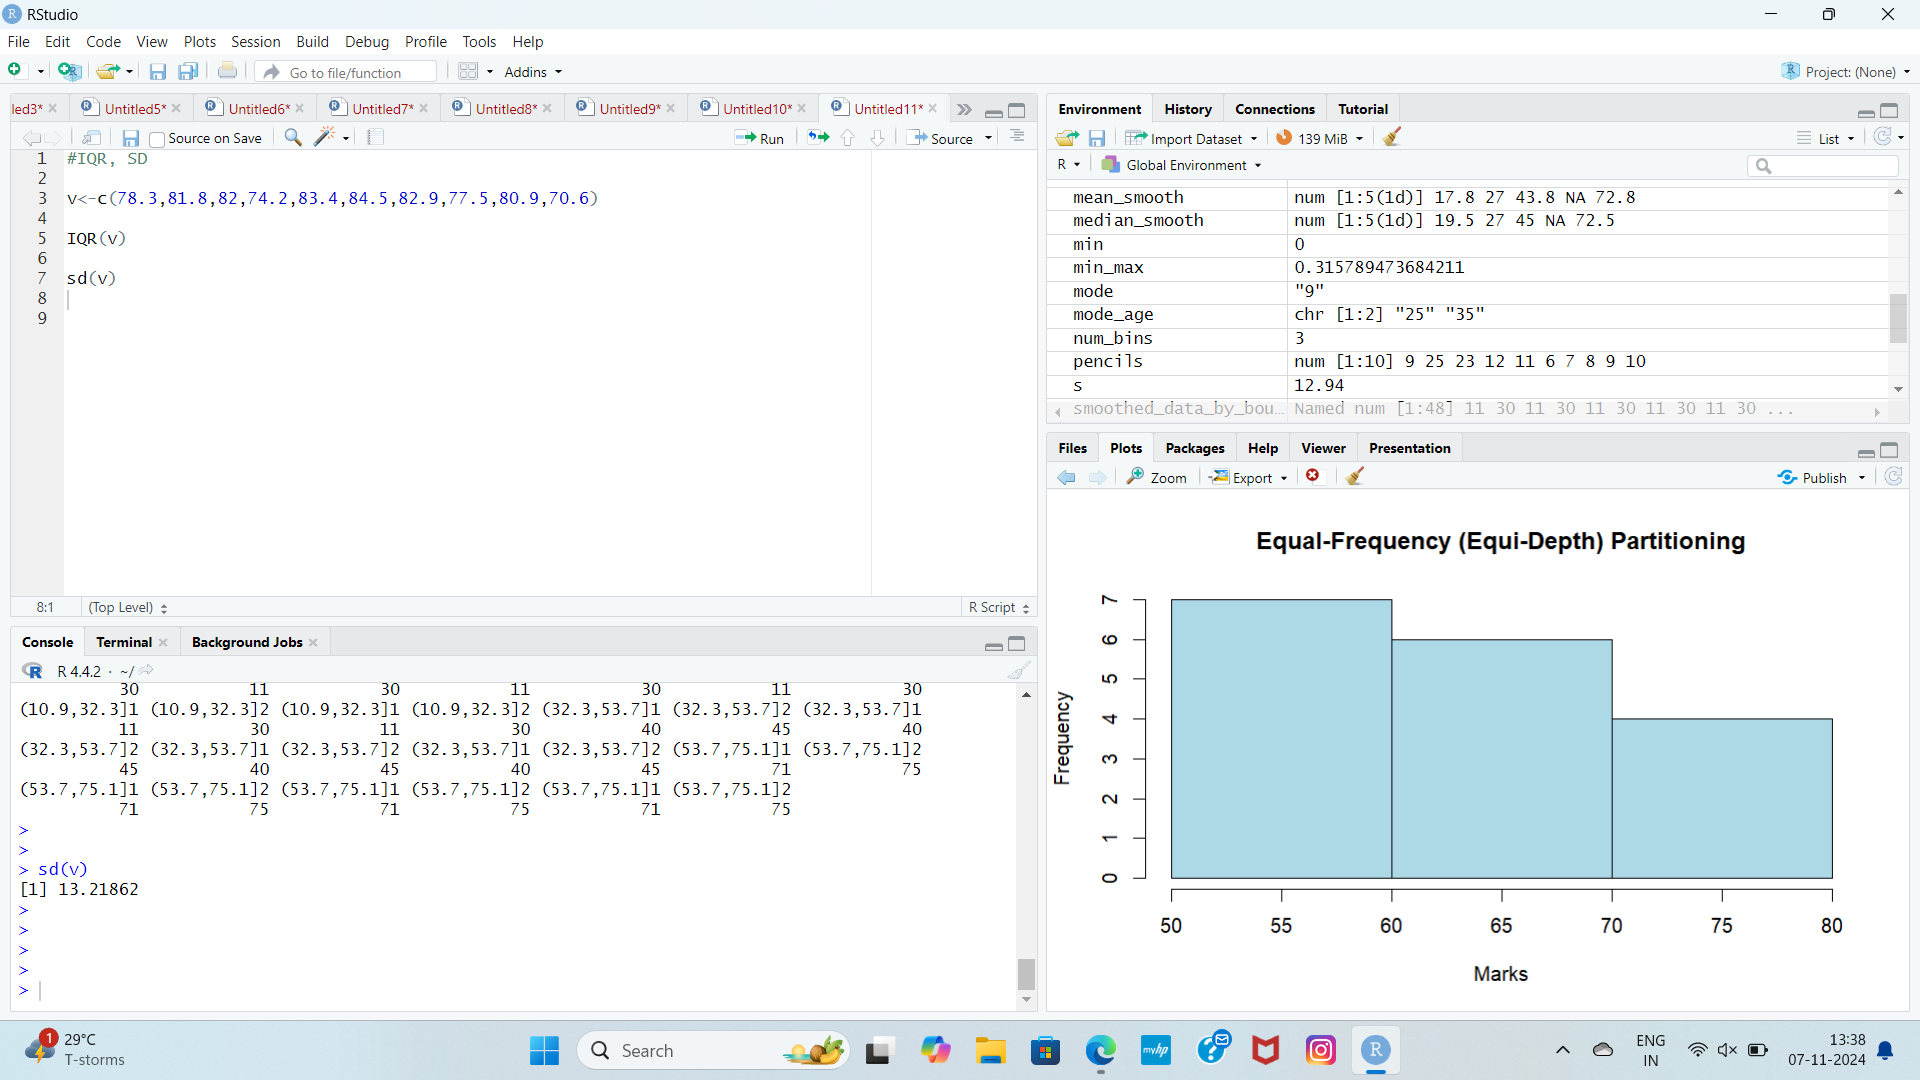 RStudio
File Edit Code View Plots Session Build Debug Profile Tools Help
Go to file/function Addins Project: (None)
led3* Untitled5* Untitled6* Untitled7* Untitled8* Untitled9* Untitled10* Untitled11*
Source on Save Run Source
1 #IQR, SD
2
3 v<-c(78.3,81.8,82,74.2,83.4,84.5,82.9,77.5,80.9,70.6)
4
5 IQR(v)
6
7 sd(v)
8
9
8:1 (Top Level) R Script
Console Terminal Background Jobs
R 4.4.2 · ~/
30 11 30 11 30 11 30
(10.9,32.3]1 (10.9,32.3]2 (10.9,32.3]1 (10.9,32.3]2 (32.3,53.7]1 (32.3,53.7]2 (32.3,53.7]1
11 30 11 30 40 45 40
(32.3,53.7]2 (32.3,53.7]1 (32.3,53.7]2 (32.3,53.7]1 (32.3,53.7]2 (53.7,75.1]1 (53.7,75.1]2
45 40 45 40 45 71 75
(53.7,75.1]1 (53.7,75.1]2 (53.7,75.1]1 (53.7,75.1]2 (53.7,75.1]1 (53.7,75.1]2
71 75 71 75 71 75
>
>
> sd(v)
[1] 13.21862
>
>
>
>
>
Environment History Connections Tutorial
Import Dataset 139 MiB List
R Global Environment
mean_smooth num [1:5(1d)] 17.8 27 43.8 NA 72.8
median_smooth num [1:5(1d)] 19.5 27 45 NA 72.5
min 0
min_max 0.315789473684211
mode "9"
mode_age chr [1:2] "25" "35"
num_bins 3
pencils num [1:10] 9 25 23 12 11 6 7 8 9 10
s 12.94
smoothed_data_by_bou… Named num [1:48] 11 30 11 30 11 30 11 30 11 30 ...
Files Plots Packages Help Viewer Presentation
Zoom Export Publish
Equal-Frequency (Equi-Depth) Partitioning
Frequency
7
6
5
4
3
2
1
0
50 55 60 65 70 75 80
Marks
1 29°C
T-storms
Search
myhp
ENG
IN
13:38
07-11-2024